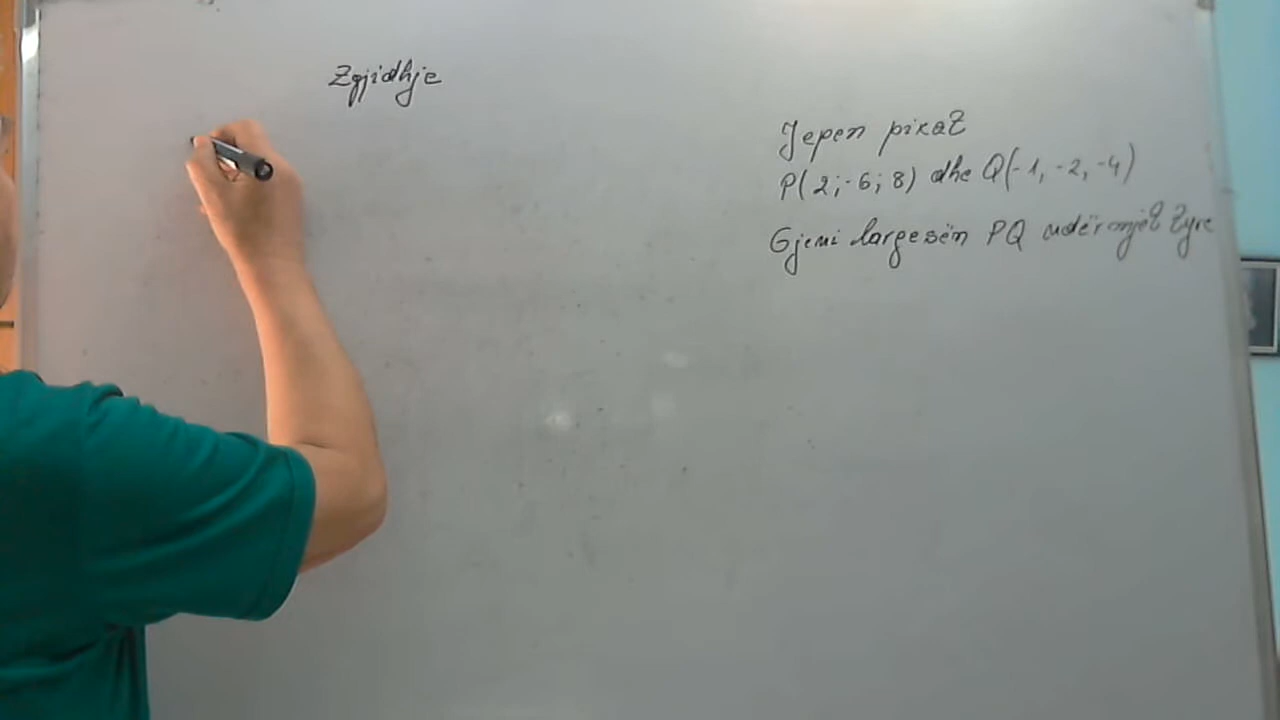 Zgjidhje
Jepen pikat
P(2;-6;8) dhe Q(-1,-2,-4)
Gjeni largesën PQ ndërmjet tyre